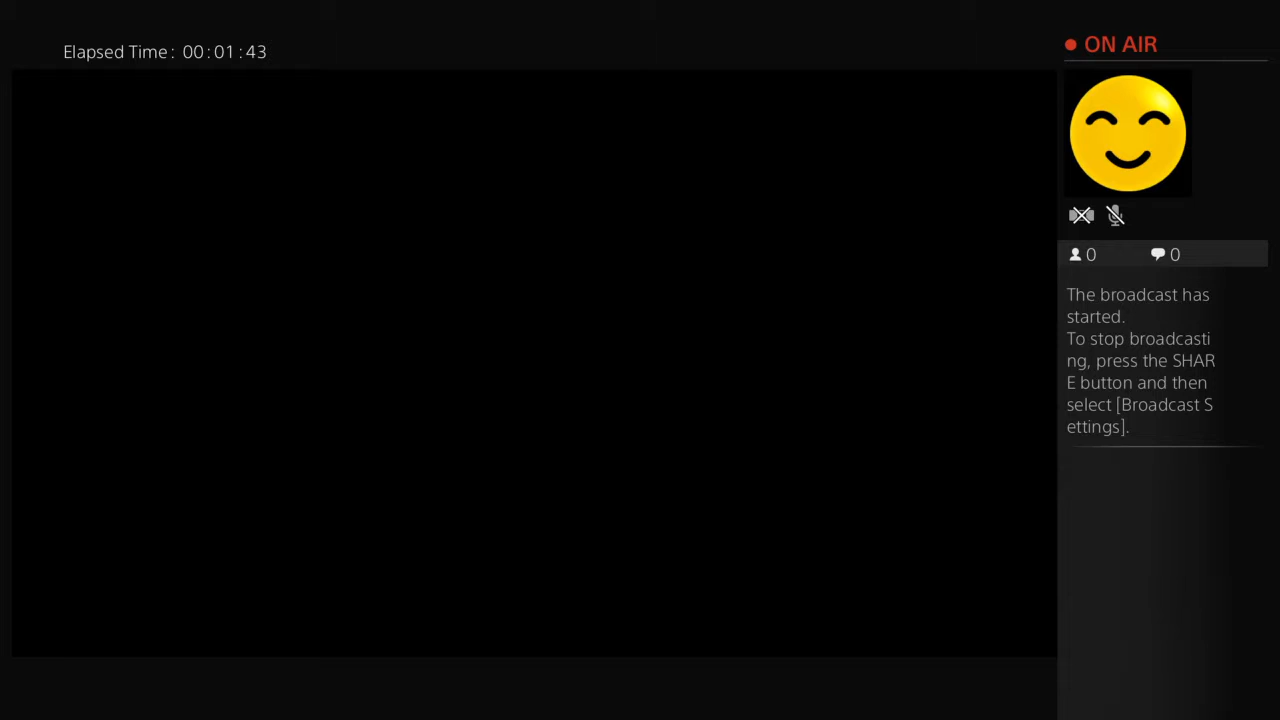 Elapsed Time: 00:01:43
ON AIR
0 0
The broadcast has
started.
To stop broadcasti
ng, press the SHAR
E button and then
select [Broadcast S
ettings].